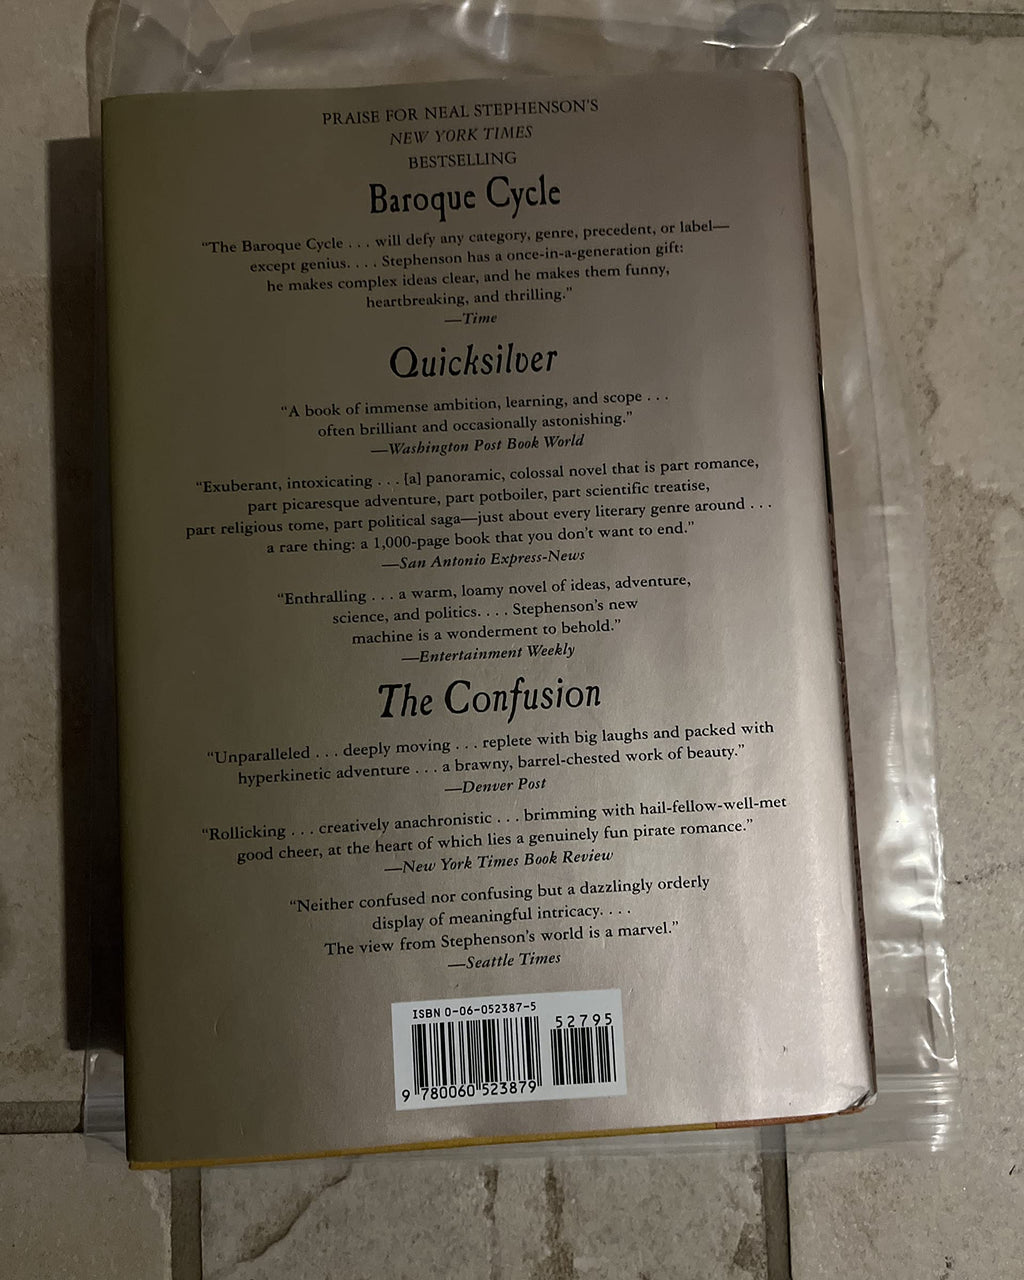 PRAISE FOR NEAL STEPHENSON'S
NEW YORK TIMES
BESTSELLING
Baroque Cycle
“The Baroque Cycle . . . will defy any category, genre, precedent, or label—
except genius. . . . Stephenson has a once-in-a-generation gift:
he makes complex ideas clear, and he makes them funny,
heartbreaking, and thrilling.”
—Time
Quicksilver
“A book of immense ambition, learning, and scope . . .
often brilliant and occasionally astonishing.”
—Washington Post Book World
“Exuberant, intoxicating . . . [a] panoramic, colossal novel that is part romance,
part picaresque adventure, part potboiler, part scientific treatise,
part religious tome, part political saga—just about every literary genre around . . .
a rare thing: a 1,000-page book that you don't want to end.”
—San Antonio Express-News
“Enthralling . . . a warm, loamy novel of ideas, adventure,
science, and politics. . . . Stephenson's new
machine is a wonderment to behold.”
—Entertainment Weekly
The Confusion
“Unparalleled . . . deeply moving . . . replete with big laughs and packed with
hyperkinetic adventure . . . a brawny, barrel-chested work of beauty.”
—Denver Post
“Rollicking . . . creatively anachronistic . . . brimming with hail-fellow-well-met
good cheer, at the heart of which lies a genuinely fun pirate romance.”
—New York Times Book Review
“Neither confused nor confusing but a dazzlingly orderly
display of meaningful intricacy. . . .
The view from Stephenson's world is a marvel.”
—Seattle Times
ISBN 0-06-052387-5
52795
9 780060 523879